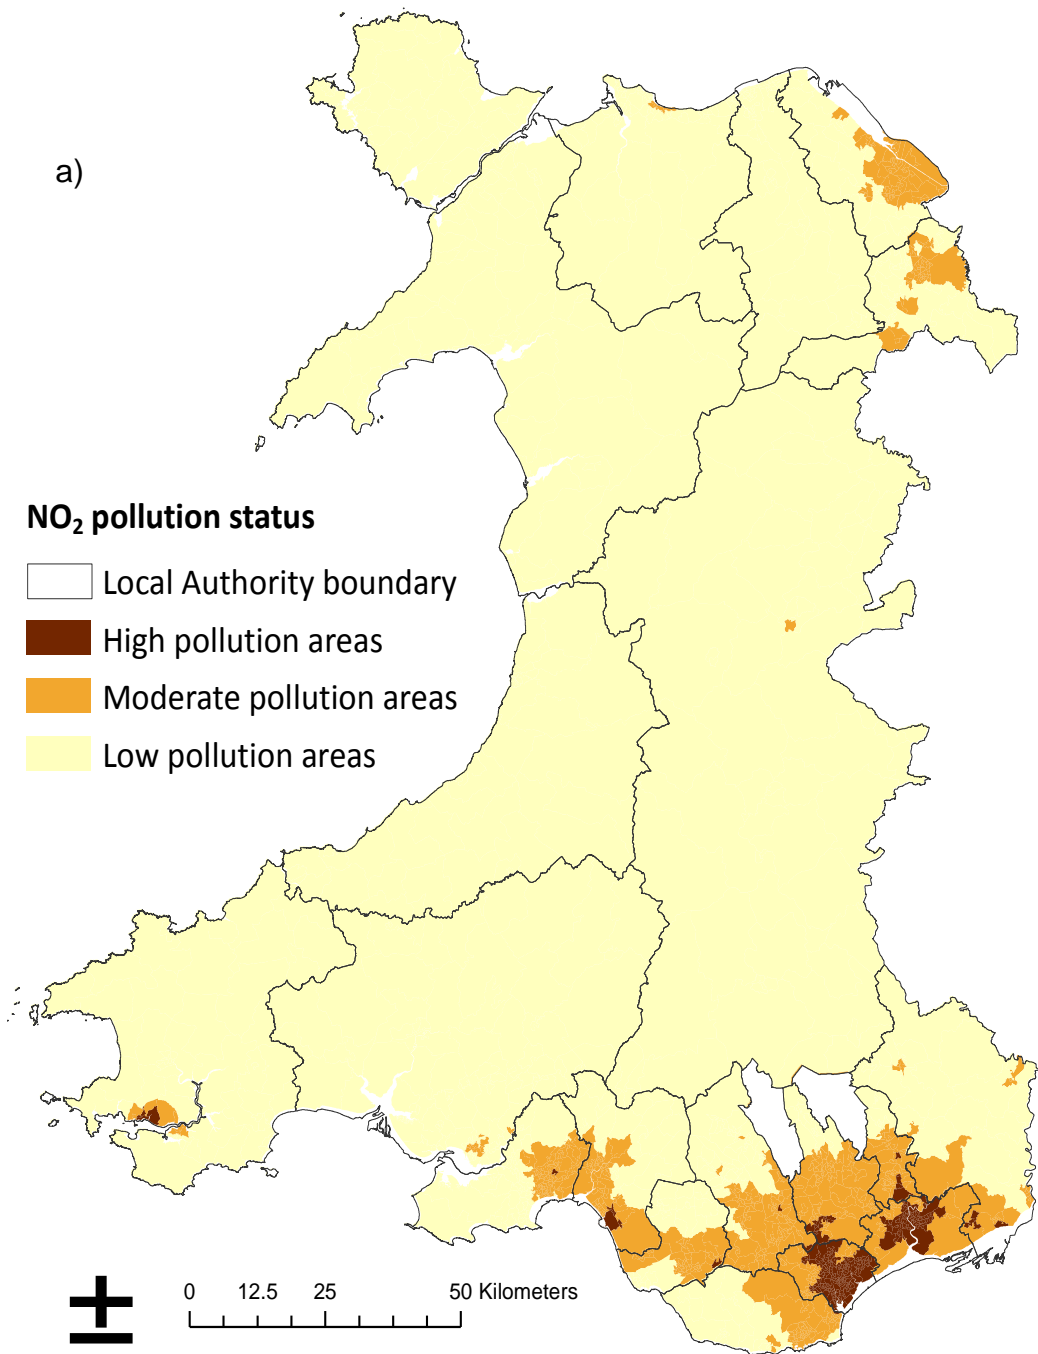 a)
NO₂ pollution status
Local Authority boundary
High pollution areas
Moderate pollution areas
Low pollution areas
0 12.5 25 50 Kilometers